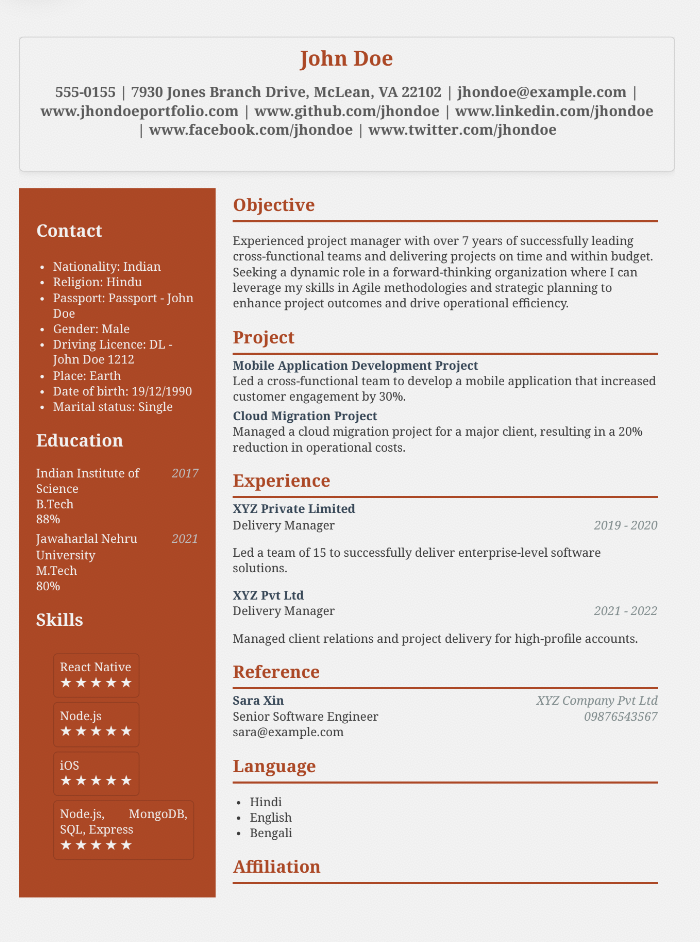 John Doe
555-0155 | 7930 Jones Branch Drive, McLean, VA 22102 | jhondoe@example.com |
www.jhondoeportfolio.com | www.github.com/jhondoe | www.linkedin.com/jhondoe
| www.facebook.com/jhondoe | www.twitter.com/jhondoe
Contact
• Nationality: Indian
• Religion: Hindu
• Passport: Passport - John
Doe
• Gender: Male
• Driving Licence: DL -
John Doe 1212
• Place: Earth
• Date of birth: 19/12/1990
• Marital status: Single
Education
Indian Institute of 2017
Science
B.Tech
88%
Jawaharlal Nehru 2021
University
M.Tech
80%
Skills
React Native
★★★★★
Node.js
★★★★★
iOS
★★★★★
Node.js, MongoDB,
SQL, Express
★★★★★
Objective
Experienced project manager with over 7 years of successfully leading
cross-functional teams and delivering projects on time and within budget.
Seeking a dynamic role in a forward-thinking organization where I can
leverage my skills in Agile methodologies and strategic planning to
enhance project outcomes and drive operational efficiency.
Project
Mobile Application Development Project
Led a cross-functional team to develop a mobile application that increased
customer engagement by 30%.
Cloud Migration Project
Managed a cloud migration project for a major client, resulting in a 20%
reduction in operational costs.
Experience
XYZ Private Limited
Delivery Manager 2019 - 2020
Led a team of 15 to successfully deliver enterprise-level software
solutions.
XYZ Pvt Ltd
Delivery Manager 2021 - 2022
Managed client relations and project delivery for high-profile accounts.
Reference
Sara Xin XYZ Company Pvt Ltd
Senior Software Engineer 09876543567
sara@example.com
Language
• Hindi
• English
• Bengali
Affiliation